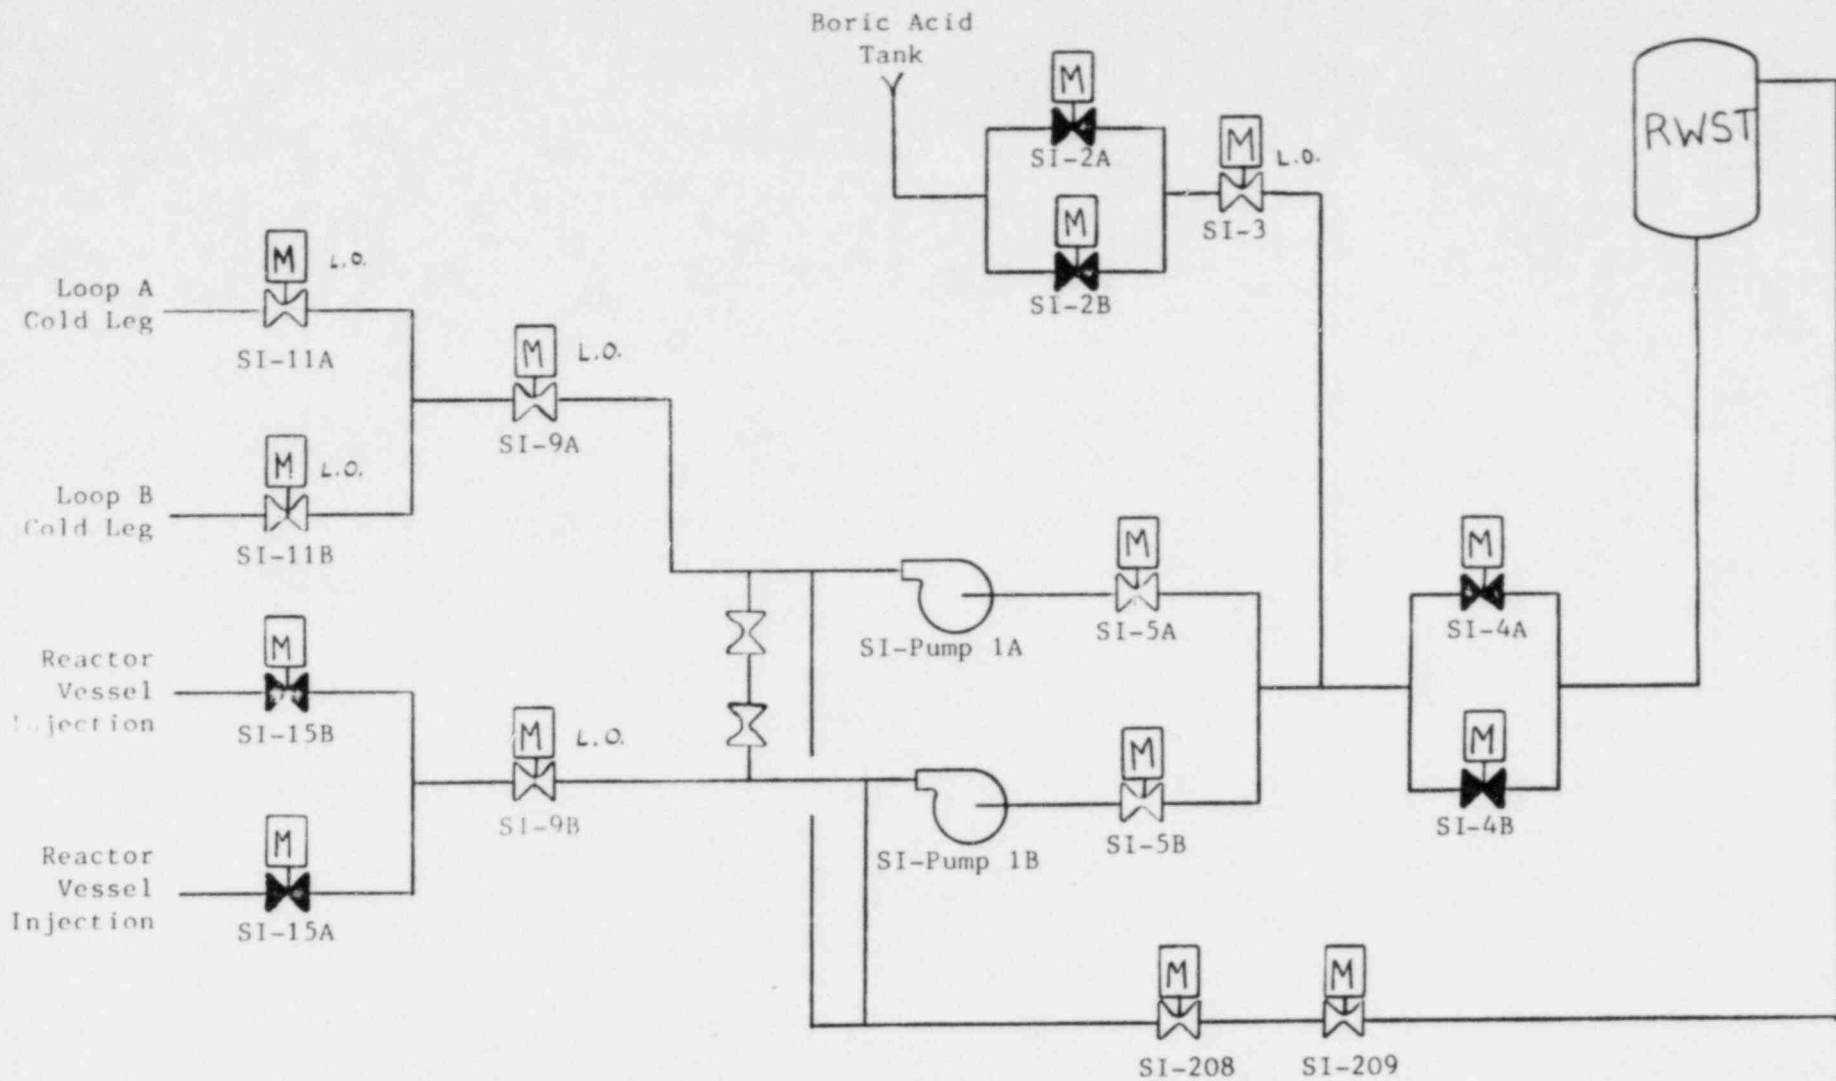 Boric Acid
Tank
M
SI-2A
M
L.O.
SI-3
M
SI-2B
RWST
M
L.O.
Loop A
Cold Leg
SI-11A
M
L.O.
SI-9A
M
L.O.
Loop B
Cold Leg
SI-11B
M
SI-5A
M
SI-4A
SI-Pump 1A
M
Reactor
Vessel
Injection
SI-15B
M
L.O.
SI-9B
M
SI-5B
M
SI-4B
SI-Pump 1B
M
Reactor
Vessel
Injection
SI-15A
M
SI-208
M
SI-209